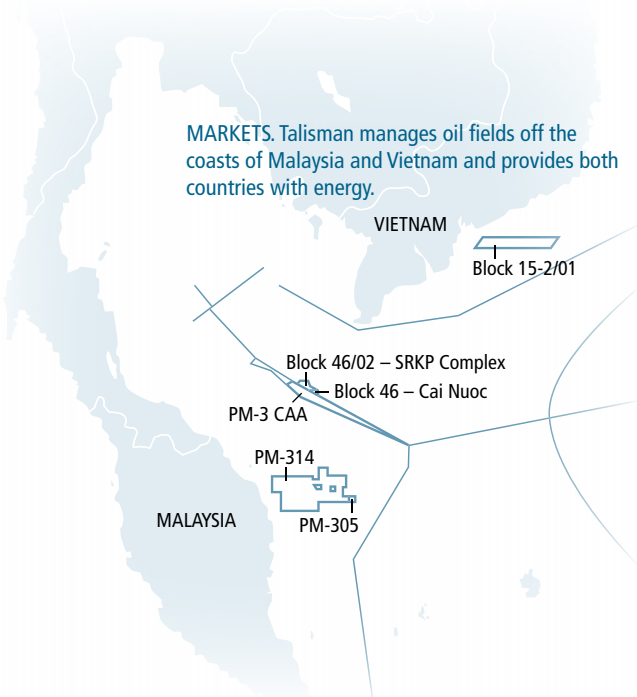 MARKETS. Talisman manages oil fields off the
coasts of Malaysia and Vietnam and provides both
countries with energy.
VIETNAM
Block 15-2/01
Block 46/02 – SRKP Complex
Block 46 – Cai Nuoc
PM-3 CAA
PM-314
MALAYSIA
PM-305